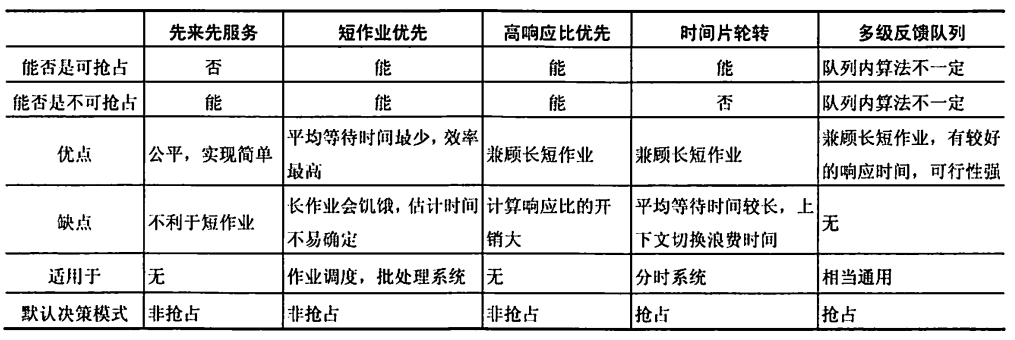 先来先服务 短作业优先 高响应比优先 时间片轮转 多级反馈队列
能否是可抢占 否 能 能 能 队列内算法不一定
能否是不可抢占 能 能 能 否 队列内算法不一定
优点 公平，实现简单 平均等待时间最少，效率最高 兼顾长短作业 兼顾长短作业 兼顾长短作业，有较好的响应时间，可行性强
缺点 不利于短作业 长作业会饥饿，估计时间不易确定 计算响应比的开销大 平均等待时间较长，上下文切换浪费时间 无
适用于 无 作业调度，批处理系统 无 分时系统 相当通用
默认决策模式 非抢占 非抢占 非抢占 抢占 抢占